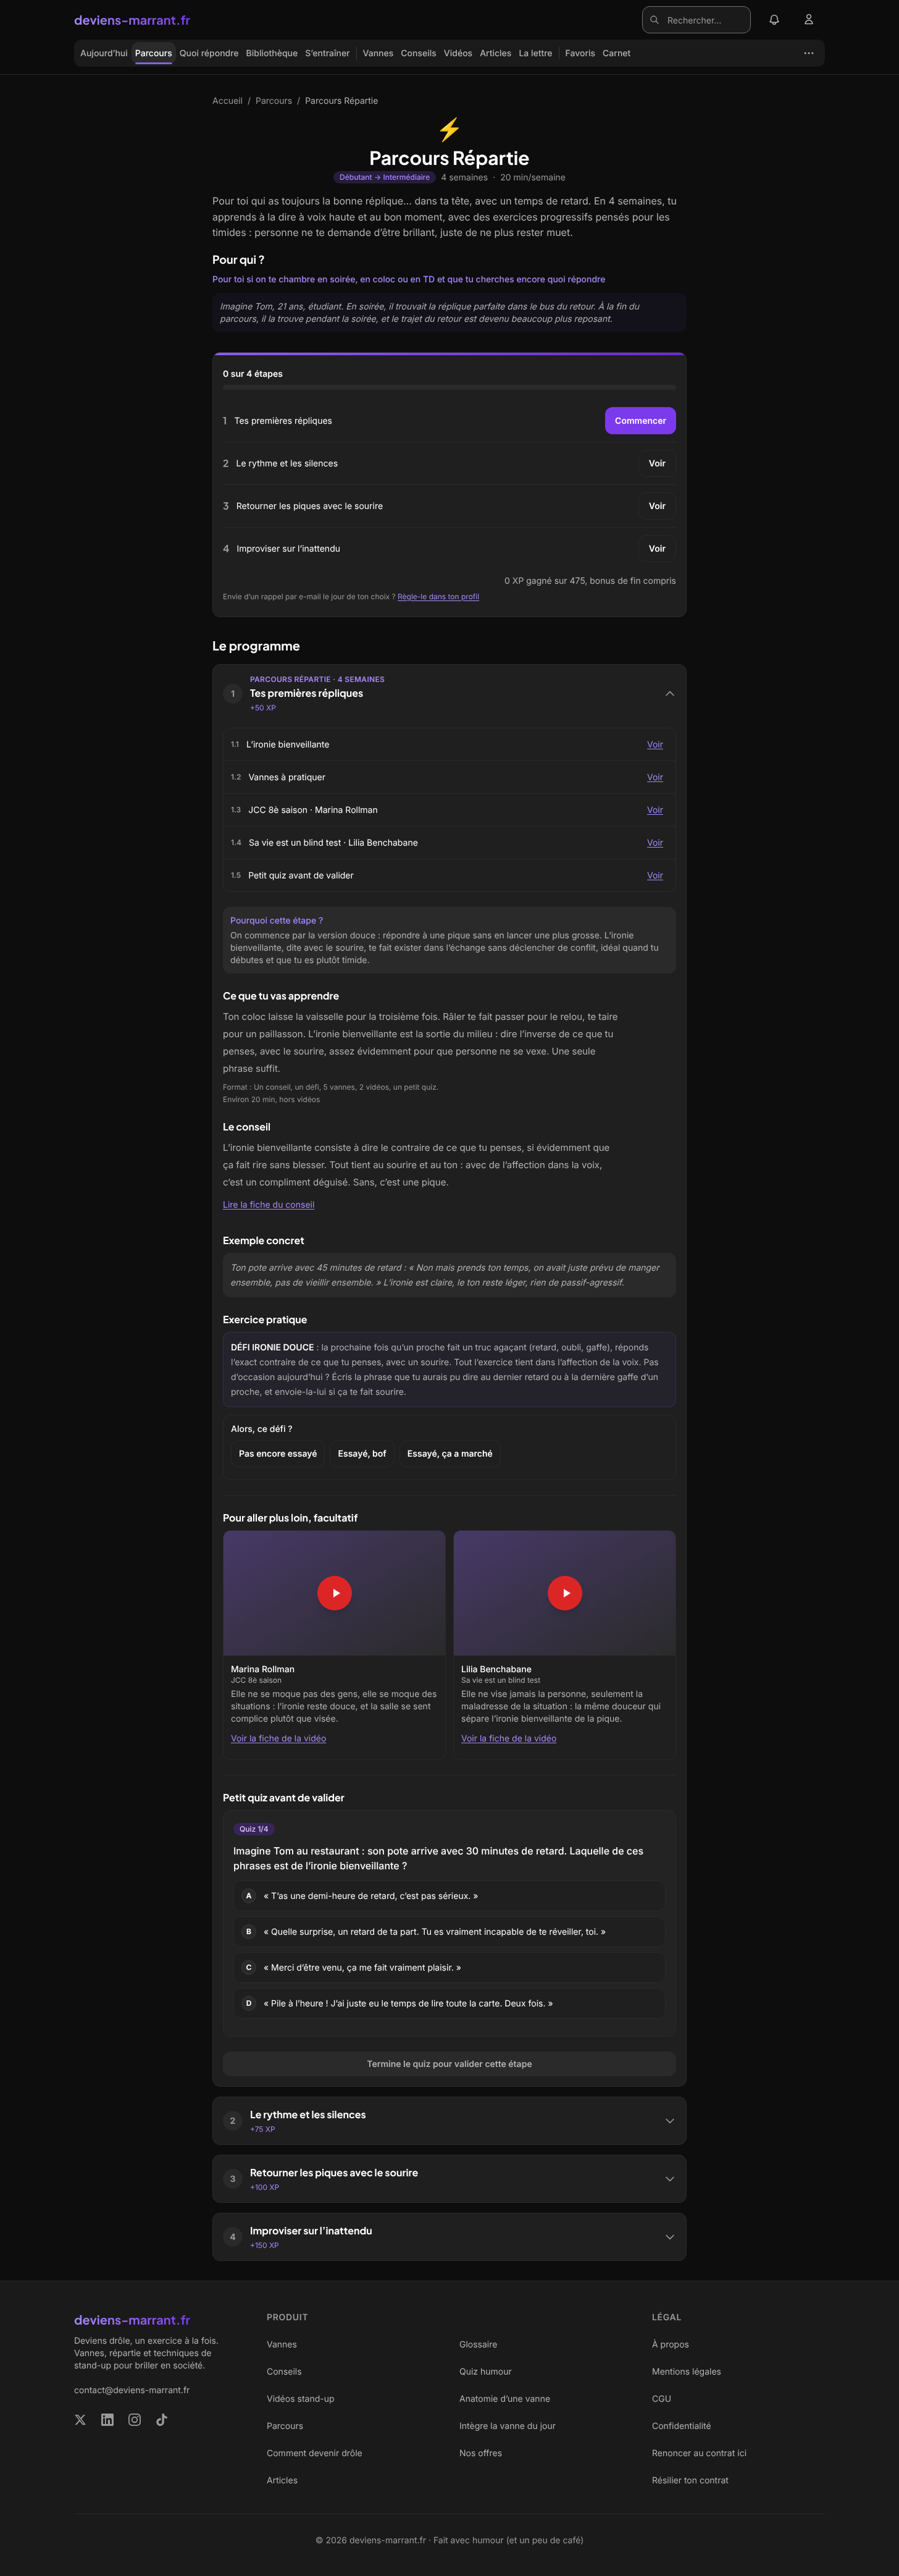 deviens-marrant.fr
Rechercher...
Aujourd'hui Parcours Quoi répondre Bibliothèque S'entraîner Vannes Conseils Vidéos Articles La lettre Favoris Carnet
Accueil / Parcours / Parcours Répartie
Parcours Répartie
Débutant → Intermédiaire 4 semaines · 20 min/semaine
Pour toi qui as toujours la bonne réplique... dans ta tête, avec un temps de retard. En 4 semaines, tu
apprends à la dire à voix haute et au bon moment, avec des exercices progressifs pensés pour les
timides : personne ne te demande d'être brillant, juste de ne plus rester muet.
Pour qui ?
Pour toi si on te chambre en soirée, en coloc ou en TD et que tu cherches encore quoi répondre
Imagine Tom, 21 ans, étudiant. En soirée, il trouvait la réplique parfaite dans le bus du retour. À la fin du
parcours, il la trouve pendant la soirée, et le trajet du retour est devenu beaucoup plus reposant.
0 sur 4 étapes
1 Tes premières répliques Commencer
2 Le rythme et les silences Voir
3 Retourner les piques avec le sourire Voir
4 Improviser sur l'inattendu Voir
0 XP gagné sur 475, bonus de fin compris
Envie d'un rappel par e-mail le jour de ton choix ? Règle-le dans ton profil
Le programme
PARCOURS RÉPARTIE · 4 SEMAINES
1 Tes premières répliques
+50 XP
1.1 L'ironie bienveillante Voir
1.2 Vannes à pratiquer Voir
1.3 JCC 8è saison · Marina Rollman Voir
1.4 Sa vie est un blind test · Lilia Benchabane Voir
1.5 Petit quiz avant de valider Voir
Pourquoi cette étape ?
On commence par la version douce : répondre à une pique sans en lancer une plus grosse. L'ironie
bienveillante, dite avec le sourire, te fait exister dans l'échange sans déclencher de conflit, idéal quand tu
débutes et que tu es plutôt timide.
Ce que tu vas apprendre
Ton coloc laisse la vaisselle pour la troisième fois. Râler te fait passer pour le relou, te taire
pour un paillasson. L'ironie bienveillante est la sortie du milieu : dire l'inverse de ce que tu
penses, avec le sourire, assez évidemment pour que personne ne se vexe. Une seule
phrase suffit.
Format : Un conseil, un défi, 5 vannes, 2 vidéos, un petit quiz.
Environ 20 min, hors vidéos
Le conseil
L'ironie bienveillante consiste à dire le contraire de ce que tu penses, si évidemment que
ça fait rire sans blesser. Tout tient au sourire et au ton : avec de l'affection dans la voix,
c'est un compliment déguisé. Sans, c'est une pique.
Lire la fiche du conseil
Exemple concret
Ton pote arrive avec 45 minutes de retard : « Non mais prends ton temps, on avait juste prévu de manger
ensemble, pas de vieillir ensemble. » L'ironie est claire, le ton reste léger, rien de passif-agressif.
Exercice pratique
DÉFI IRONIE DOUCE : la prochaine fois qu'un proche fait un truc agaçant (retard, oubli, gaffe), réponds
l'exact contraire de ce que tu penses, avec un sourire. Tout l'exercice tient dans l'affection de la voix. Pas
d'occasion aujourd'hui ? Écris la phrase que tu aurais pu dire au dernier retard ou à la dernière gaffe d'un
proche, et envoie-la-lui si ça te fait sourire.
Alors, ce défi ?
Pas encore essayé Essayé, bof Essayé, ça a marché
Pour aller plus loin, facultatif
Marina Rollman
JCC 8è saison
Elle ne se moque pas des gens, elle se moque des
situations : l'ironie reste douce, et la salle se sent
complice plutôt que visée.
Voir la fiche de la vidéo
Lilia Benchabane
Sa vie est un blind test
Elle ne vise jamais la personne, seulement la
maladresse de la situation : la même douceur qui
sépare l'ironie bienveillante de la pique.
Voir la fiche de la vidéo
Petit quiz avant de valider
Quiz 1/4
Imagine Tom au restaurant : son pote arrive avec 30 minutes de retard. Laquelle de ces
phrases est de l'ironie bienveillante ?
A « T'as une demi-heure de retard, c'est pas sérieux. »
B « Quelle surprise, un retard de ta part. Tu es vraiment incapable de te réveiller, toi. »
C « Merci d'être venu, ça me fait vraiment plaisir. »
D « Pile à l'heure ! J'ai juste eu le temps de lire toute la carte. Deux fois. »
Termine le quiz pour valider cette étape
2 Le rythme et les silences
+75 XP
3 Retourner les piques avec le sourire
+100 XP
4 Improviser sur l'inattendu
+150 XP
deviens-marrant.fr
Deviens drôle, un exercice à la fois.
Vannes, répartie et techniques de
stand-up pour briller en société.
contact@deviens-marrant.fr
PRODUIT
Vannes
Conseils
Vidéos stand-up
Parcours
Comment devenir drôle
Articles
Glossaire
Quiz humour
Anatomie d'une vanne
Intègre la vanne du jour
Nos offres
LÉGAL
À propos
Mentions légales
CGU
Confidentialité
Renoncer au contrat ici
Résilier ton contrat
© 2026 deviens-marrant.fr · Fait avec humour (et un peu de café)